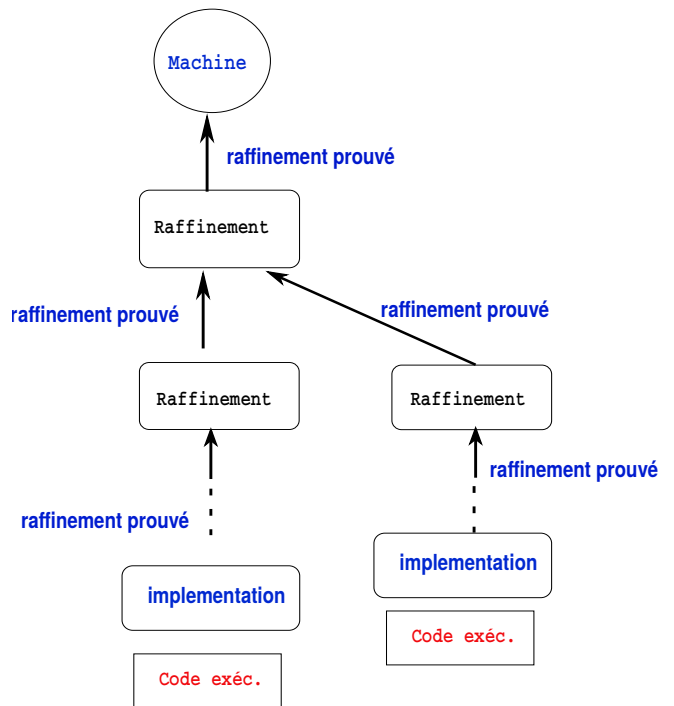 Machine
raffinement prouvé
Raffinement
raffinement prouvé
raffinement prouvé
Raffinement
Raffinement
raffinement prouvé
raffinement prouvé
implementation
implementation
Code exéc.
Code exéc.